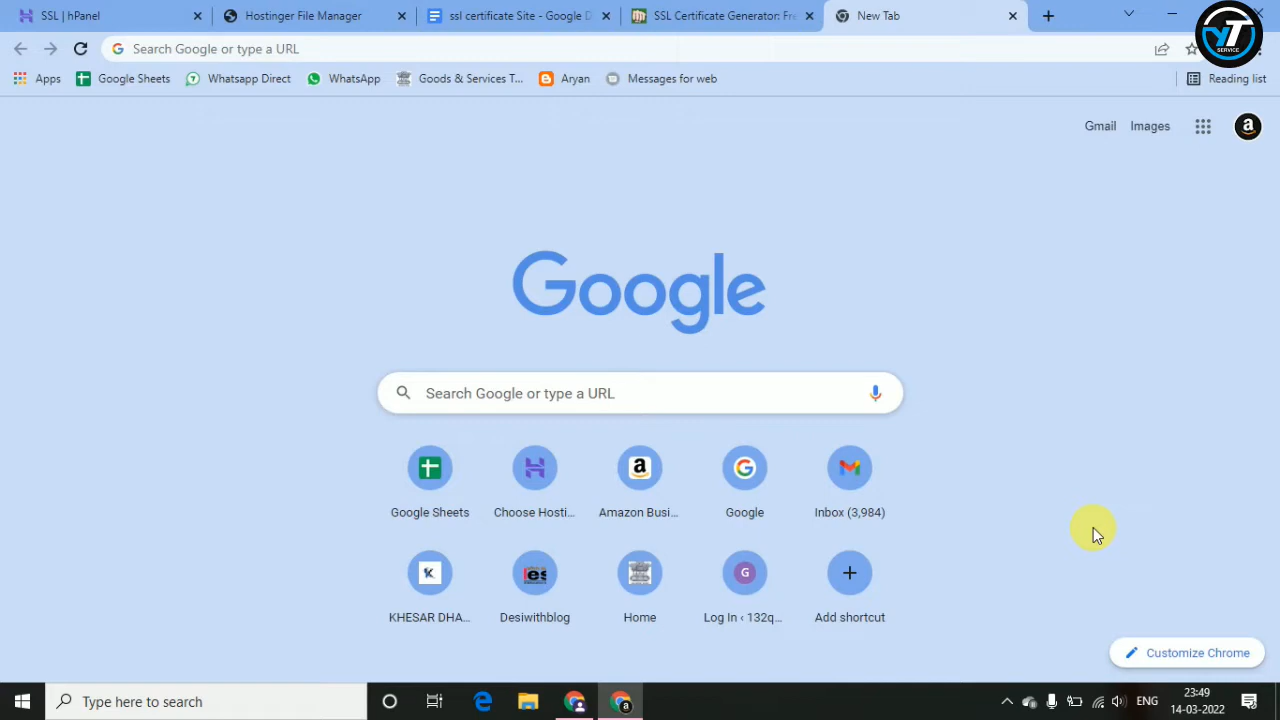 SSL | hPanel
Hostinger File Manager
ssl certificate Site - Google D
SSL Certificate Generator: Fre
New Tab
Search Google or type a URL
YT
SERVICE
Apps
Google Sheets
Whatsapp Direct
WhatsApp
Goods & Services T...
Aryan
Messages for web
Reading list
Gmail
Images
a
Google
Search Google or type a URL
Google Sheets
Choose Hosti...
Amazon Busi...
Google
Inbox (3,984)
KHESAR DHA...
Desiwithblog
Home
G
Log In ‹ 132q...
Add shortcut
Customize Chrome
Type here to search
ENG
23:49
14-03-2022